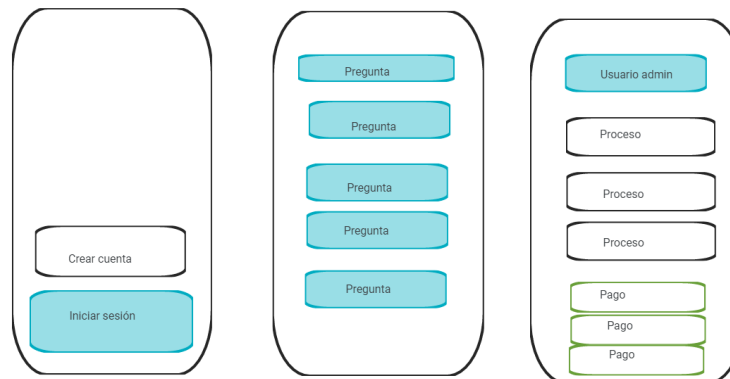 Crear cuenta
Iniciar sesión
Pregunta
Pregunta
Pregunta
Pregunta
Pregunta
Usuario admin
Proceso
Proceso
Proceso
Pago
Pago
Pago